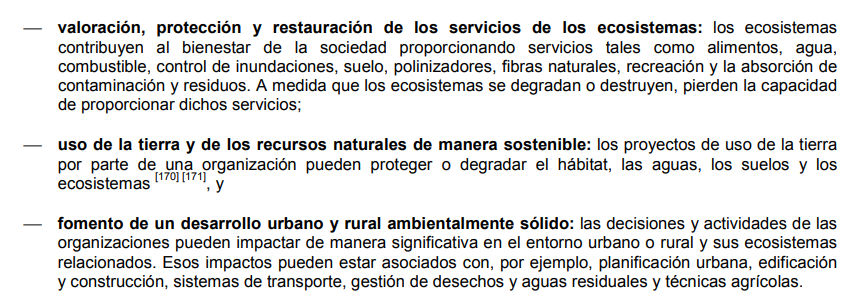 — valoración, protección y restauración de los servicios de los ecosistemas: los ecosistemas
contribuyen al bienestar de la sociedad proporcionando servicios tales como alimentos, agua,
combustible, control de inundaciones, suelo, polinizadores, fibras naturales, recreación y la absorción de
contaminación y residuos. A medida que los ecosistemas se degradan o destruyen, pierden la capacidad
de proporcionar dichos servicios;
— uso de la tierra y de los recursos naturales de manera sostenible: los proyectos de uso de la tierra
por parte de una organización pueden proteger o degradar el hábitat, las aguas, los suelos y los
ecosistemas [170] [171], y
— fomento de un desarrollo urbano y rural ambientalmente sólido: las decisiones y actividades de las
organizaciones pueden impactar de manera significativa en el entorno urbano o rural y sus ecosistemas
relacionados. Esos impactos pueden estar asociados con, por ejemplo, planificación urbana, edificación
y construcción, sistemas de transporte, gestión de desechos y aguas residuales y técnicas agrícolas.